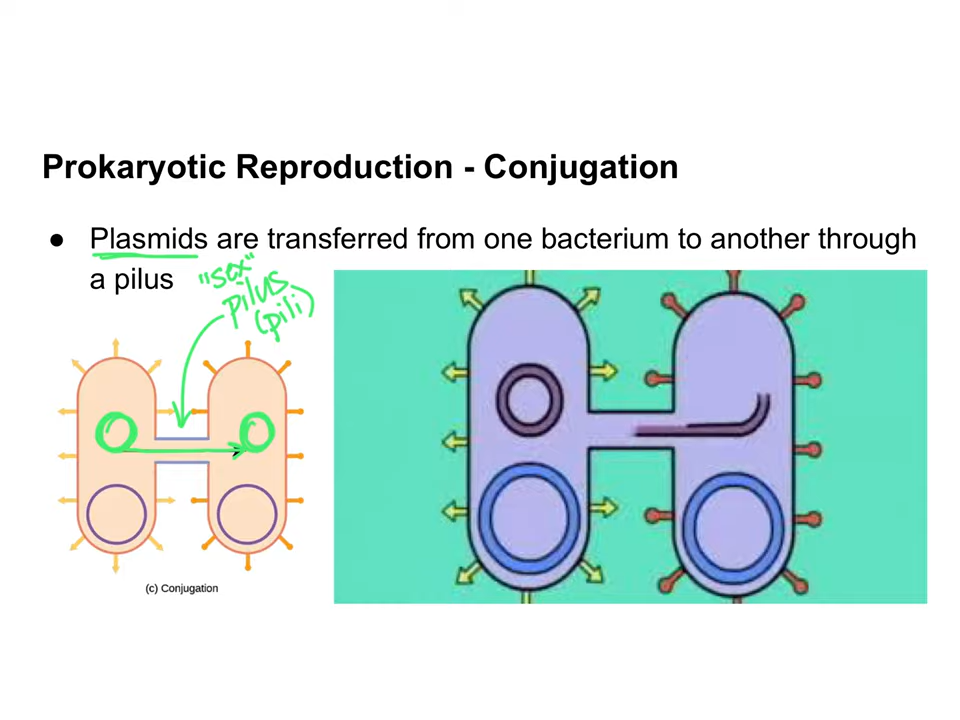 Prokaryotic Reproduction - Conjugation
● Plasmids are transferred from one bacterium to another through
a pilus
"sex"
pilus
(pili)
(c) Conjugation